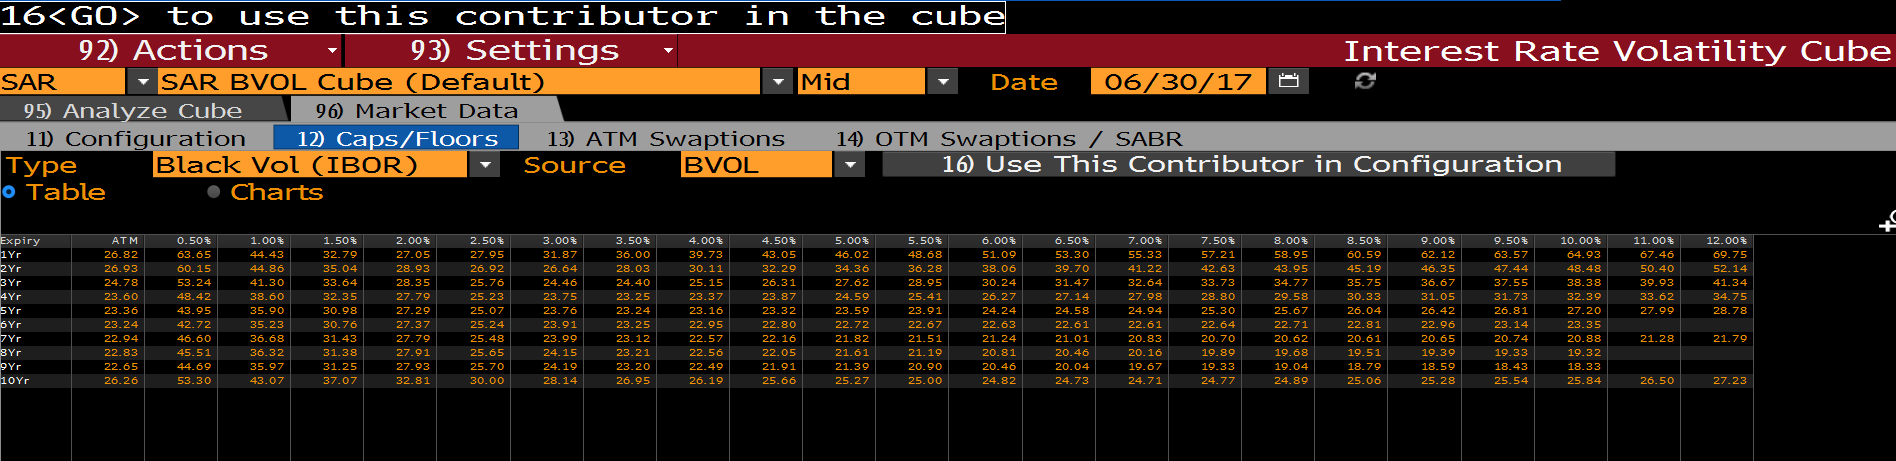 16<GO> to use this contributor in the cube
92) Actions 93) Settings Interest Rate Volatility Cube
SAR SAR BVOL Cube (Default) Mid Date 06/30/17
95) Analyze Cube 96) Market Data
11) Configuration 12) Caps/Floors 13) ATM Swaptions 14) OTM Swaptions / SABR
Type Black Vol (IBOR) Source BVOL 16) Use This Contributor in Configuration
Table Charts
Expiry ATM 0.50% 1.00% 1.50% 2.00% 2.50% 3.00% 3.50% 4.00% 4.50% 5.00% 5.50% 6.00% 6.50% 7.00% 7.50% 8.00% 8.50% 9.00% 9.50% 10.00% 11.00% 12.00%
1Yr 26.82 63.65 44.43 32.79 27.05 27.95 31.87 36.00 39.73 43.05 46.02 48.68 51.09 53.30 55.33 57.21 58.95 60.59 62.12 63.57 64.93 67.46 69.75
2Yr 26.93 60.15 44.86 35.04 28.93 26.92 26.64 28.03 30.11 32.29 34.36 36.28 38.06 39.70 41.22 42.63 43.95 45.19 46.35 47.44 48.48 50.40 52.14
3Yr 24.78 53.24 41.30 33.64 28.35 25.76 24.46 24.40 25.15 26.31 27.62 28.95 30.24 31.47 32.64 33.73 34.77 35.75 36.67 37.55 38.38 39.93 41.34
4Yr 23.60 48.42 38.60 32.35 27.79 25.23 23.75 23.25 23.37 23.87 24.59 25.41 26.27 27.14 27.98 28.80 29.58 30.33 31.05 31.73 32.39 33.62 34.75
5Yr 23.36 43.95 35.90 30.98 27.29 25.07 23.76 23.24 23.16 23.32 23.59 23.91 24.24 24.58 24.94 25.30 25.67 26.04 26.42 26.81 27.20 27.99 28.78
6Yr 23.24 42.72 35.23 30.76 27.37 25.24 23.91 23.25 22.95 22.80 22.72 22.67 22.63 22.61 22.61 22.64 22.71 22.81 22.96 23.14 23.35
7Yr 22.94 46.60 36.68 31.43 27.79 25.48 23.99 23.12 22.57 22.16 21.82 21.51 21.24 21.01 20.83 20.70 20.62 20.61 20.65 20.74 20.88 21.28 21.79
8Yr 22.83 45.51 36.32 31.38 27.91 25.65 24.15 23.21 22.56 22.05 21.61 21.19 20.81 20.46 20.16 19.89 19.68 19.51 19.39 19.33 19.32
9Yr 22.65 44.69 35.97 31.25 27.93 25.70 24.19 23.20 22.49 21.91 21.39 20.90 20.46 20.04 19.67 19.33 19.04 18.79 18.59 18.43 18.33
10Yr 26.26 53.30 43.07 37.07 32.81 30.00 28.14 26.95 26.19 25.66 25.27 25.00 24.82 24.73 24.71 24.77 24.89 25.06 25.28 25.54 25.84 26.50 27.23